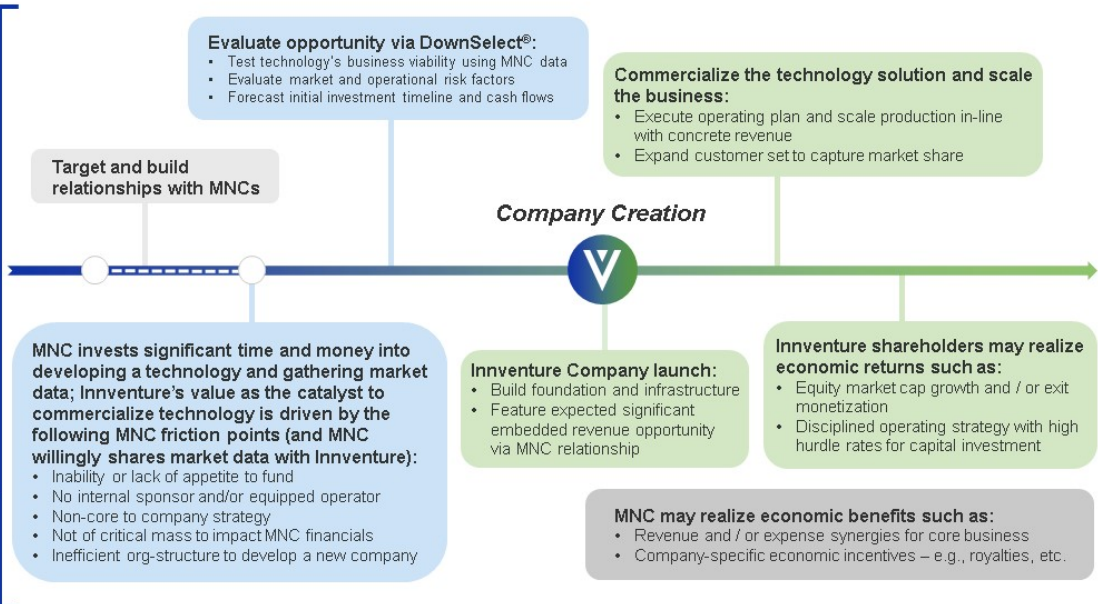 Evaluate opportunity via DownSelect®:
• Test technology's business viability using MNC data
• Evaluate market and operational risk factors
• Forecast initial investment timeline and cash flows
Commercialize the technology solution and scale
the business:
• Execute operating plan and scale production in-line
with concrete revenue
• Expand customer set to capture market share
Target and build
relationships with MNCs
Company Creation
MNC invests significant time and money into
developing a technology and gathering market
data; Innventure's value as the catalyst to
commercialize technology is driven by the
following MNC friction points (and MNC
willingly shares market data with Innventure):
• Inability or lack of appetite to fund
• No internal sponsor and/or equipped operator
• Non-core to company strategy
• Not of critical mass to impact MNC financials
• Inefficient org-structure to develop a new company
Innventure Company launch:
• Build foundation and infrastructure
• Feature expected significant
embedded revenue opportunity
via MNC relationship
Innventure shareholders may realize
economic returns such as:
• Equity market cap growth and / or exit
monetization
• Disciplined operating strategy with high
hurdle rates for capital investment
MNC may realize economic benefits such as:
• Revenue and / or expense synergies for core business
• Company-specific economic incentives – e.g., royalties, etc.